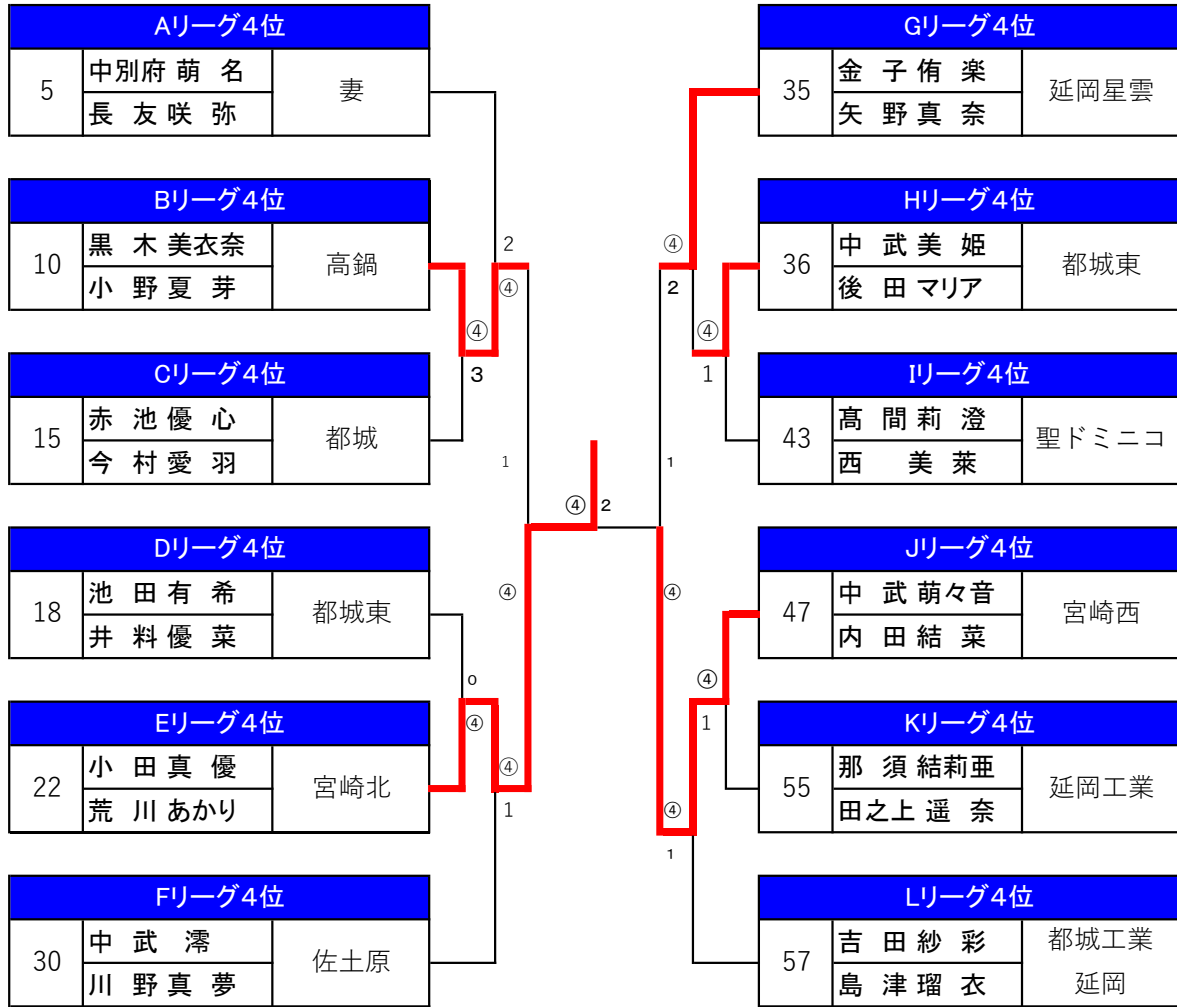 Aリーグ4位
5 中別府 萌 名 妻
長 友 咲 弥
Bリーグ4位
10 黒 木 美衣奈 高鍋
小 野 夏 芽
Cリーグ4位
15 赤 池 優 心 都城
今 村 愛 羽
Dリーグ4位
18 池 田 有 希 都城東
井 料 優 菜
Eリーグ4位
22 小 田 真 優 宮崎北
荒 川 あかり
Fリーグ4位
30 中 武 澪 佐土原
川 野 真 夢
2
④
④
3
1
④
0
④
④
1
④ 2
④
2
④
1
1
④
④
1
④
1
Gリーグ4位
35 金 子 侑 楽 延岡星雲
矢 野 真 奈
Hリーグ4位
36 中 武 美 姫 都城東
後 田 マリア
Iリーグ4位
43 髙 間 莉 澄 聖ドミニコ
西 美 萊
Jリーグ4位
47 中 武 萌々音 宮崎西
内 田 結 菜
Kリーグ4位
55 那 須 結莉亜 延岡工業
田之上 遥 奈
Lリーグ4位
57 吉 田 紗 彩 都城工業
島 津 瑠 衣 延岡